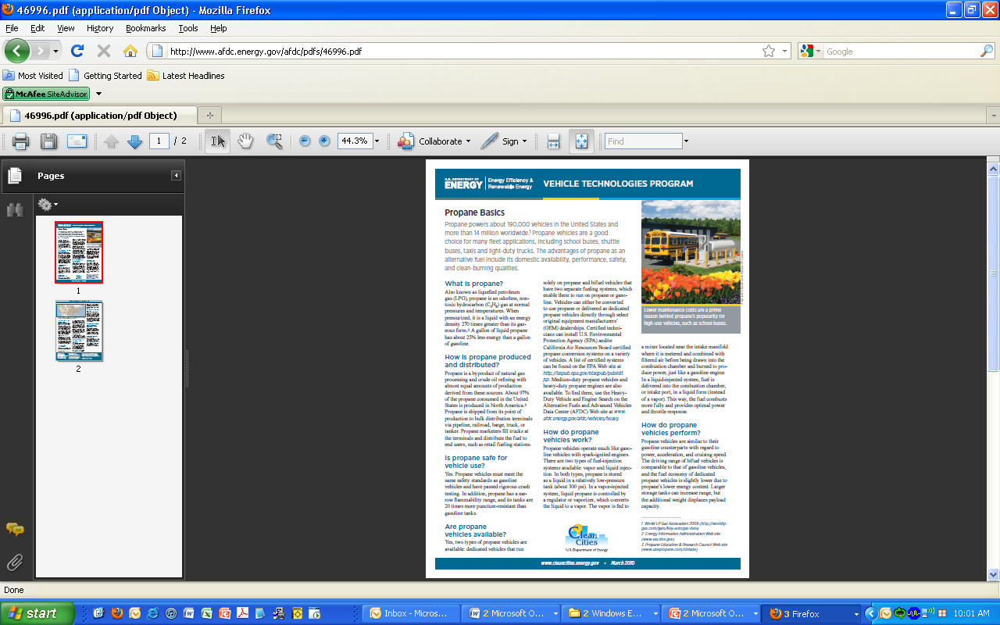 46996.pdf (application/pdf Object) - Mozilla Firefox
File Edit View History Bookmarks Tools Help
http://www.afdc.energy.gov/afdc/pdfs/46996.pdf
Google
Most Visited Getting Started Latest Headlines
McAfee SiteAdvisor
46996.pdf (application/pdf Object)
1 / 2 44.3% Collaborate Sign Find
Pages
1
2
U.S. DEPARTMENT OF
ENERGY
Energy Efficiency &
Renewable Energy
VEHICLE TECHNOLOGIES PROGRAM
Propane Basics
Propane powers about 190,000 vehicles in the United States and
more than 14 million worldwide.¹ Propane vehicles are a good
choice for many fleet applications, including school buses, shuttle
buses, taxis and light-duty trucks. The advantages of propane as an
alternative fuel include its domestic availability, performance, safety,
and clean-burning qualities.
What is propane?
Also known as liquefied petroleum
gas (LPG), propane is an odorless, non-
toxic hydrocarbon (C₃H₈) gas at normal
pressures and temperatures. When
pressurized, it is a liquid with an energy
density 270 times greater than its gas-
eous form.² A gallon of liquid propane
has about 25% less energy than a gallon
of gasoline.
How is propane produced
and distributed?
Propane is a byproduct of natural gas
processing and crude oil refining with
almost equal amounts of production
derived from these sources. About 97%
of the propane consumed in the United
States is produced in North America.³
Propane is shipped from its point of
production to bulk distribution terminals
via pipeline, railroad, barge, truck, or
tanker. Propane marketers fill trucks at
the terminals and distribute the fuel to
end users, such as retail fueling stations.
Is propane safe for
vehicle use?
Yes. Propane vehicles must meet the
same safety standards as gasoline
vehicles and have passed rigorous crash
testing. In addition, propane has a nar-
row flammability range, and its tanks are
20 times more puncture-resistant than
gasoline tanks.
Are propane
vehicles available?
Yes, two types of propane vehicles are
available: dedicated vehicles that run
solely on propane and bifuel vehicles that
have two separate fueling systems, which
enable them to run on propane or gaso-
line. Vehicles can either be converted
to use propane or delivered as dedicated
propane vehicles directly through select
original equipment manufacturers'
(OEM) dealerships. Certified techni-
cians can install U.S. Environmental
Protection Agency (EPA) and/or
California Air Resources Board certified
propane conversion systems on a variety
of vehicles. A list of certified systems
can be found on the EPA Web site at
http://iaspub.epa.gov/otaqpub/publist1.
jsp. Medium-duty propane vehicles and
heavy-duty propane engines are also
available. To find them, use the Heavy-
Duty Vehicle and Engine Search on the
Alternative Fuels and Advanced Vehicles
Data Center (AFDC) Web site at www.
afdc.energy.gov/afdc/vehicles/heavy.
How do propane
vehicles work?
Propane vehicles operate much like gaso-
line vehicles with spark-ignited engines.
There are two types of fuel-injection
systems available: vapor and liquid injec-
tion. In both types, propane is stored
as a liquid in a relatively low-pressure
tank (about 300 psi). In a vapor-injected
system, liquid propane is controlled by
a regulator or vaporizer, which converts
the liquid to a vapor. The vapor is fed to
Lower maintenance costs are a prime
reason behind propane's popularity for
high-use vehicles, such as school buses.
a mixer located near the intake manifold
where it is metered and combined with
filtered air before being drawn into the
combustion chamber and burned to pro-
duce power, just like a gasoline engine.
In a liquid-injected system, fuel is
delivered into the combustion chamber,
or intake port, in a liquid form (instead
of a vapor). This way, the fuel combusts
more fully and provides optimal power
and throttle response.
How do propane
vehicles perform?
Propane vehicles are similar to their
gasoline counterparts with regard to
power, acceleration, and cruising speed.
The driving range of bifuel vehicles is
comparable to that of gasoline vehicles,
and the fuel economy of dedicated
propane vehicles is slightly lower due to
propane's lower energy content. Larger
storage tanks can increase range, but
the additional weight displaces payload
capacity.
1 World LP Gas Association 2009 (http://worldlp-
gas.com/gain/key-autogas-data)
2 Energy Information Administration Web site
(www.eia.doe.gov)
3 Propane Education & Research Council Web site
(www.usepropane.com/climate)
Clean
Cities
U.S. Department of Energy
www.cleancities.energy.gov • March 2010
Done
start Inbox - Micros... 2 Microsoft O... 2 Windows E... 2 Microsoft O... 3 Firefox 10:01 AM